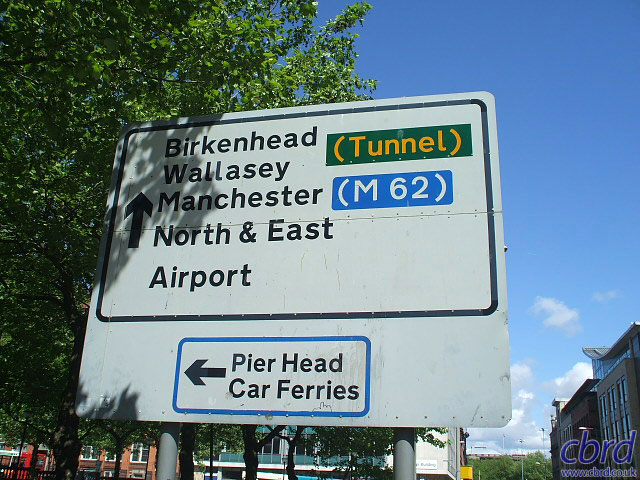 Birkenhead (Tunnel)
Wallasey
Manchester (M 62)
North & East
Airport
Pier Head
Car Ferries
cbrd
www.cbrd.co.uk